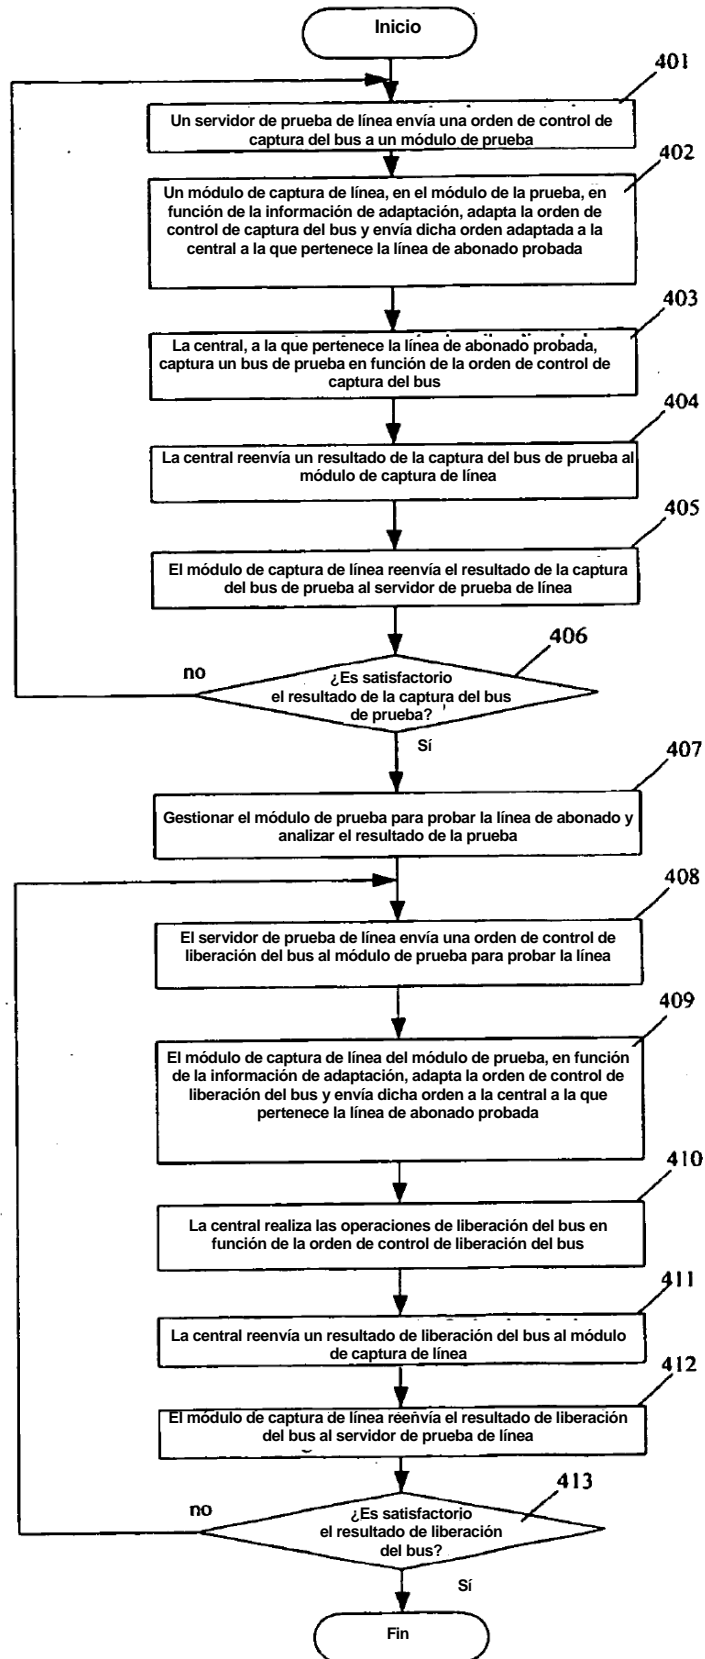 Inicio
401
Un servidor de prueba de línea envía una orden de control de
captura del bus a un módulo de prueba
402
Un módulo de captura de línea, en el módulo de la prueba, en
función de la información de adaptación, adapta la orden de
control de captura del bus y envía dicha orden adaptada a la
central a la que pertenece la línea de abonado probada
403
La central, a la que pertenece la línea de abonado probada,
captura un bus de prueba en función de la orden de control de
captura del bus
404
La central reenvía un resultado de la captura del bus de prueba al
módulo de captura de línea
405
El módulo de captura de línea reenvía el resultado de la captura
del bus de prueba al servidor de prueba de línea
406
no
¿Es satisfactorio
el resultado de la captura del bus
de prueba?
Sí
407
Gestionar el módulo de prueba para probar la línea de abonado y
analizar el resultado de la prueba
408
El servidor de prueba de línea envía una orden de control de
liberación del bus al módulo de prueba para probar la línea
409
El módulo de captura de línea del módulo de prueba, en función
de la información de adaptación, adapta la orden de control de
liberación del bus y envía dicha orden a la central a la que
pertenece la línea de abonado probada
410
La central realiza las operaciones de liberación del bus en
función de la orden de control de liberación del bus
411
La central reenvía un resultado de liberación del bus al módulo
de captura de línea
412
El módulo de captura de línea reenvía el resultado de liberación
del bus al servidor de prueba de línea
413
no
¿Es satisfactorio
el resultado de liberación
del bus?
Sí
Fin